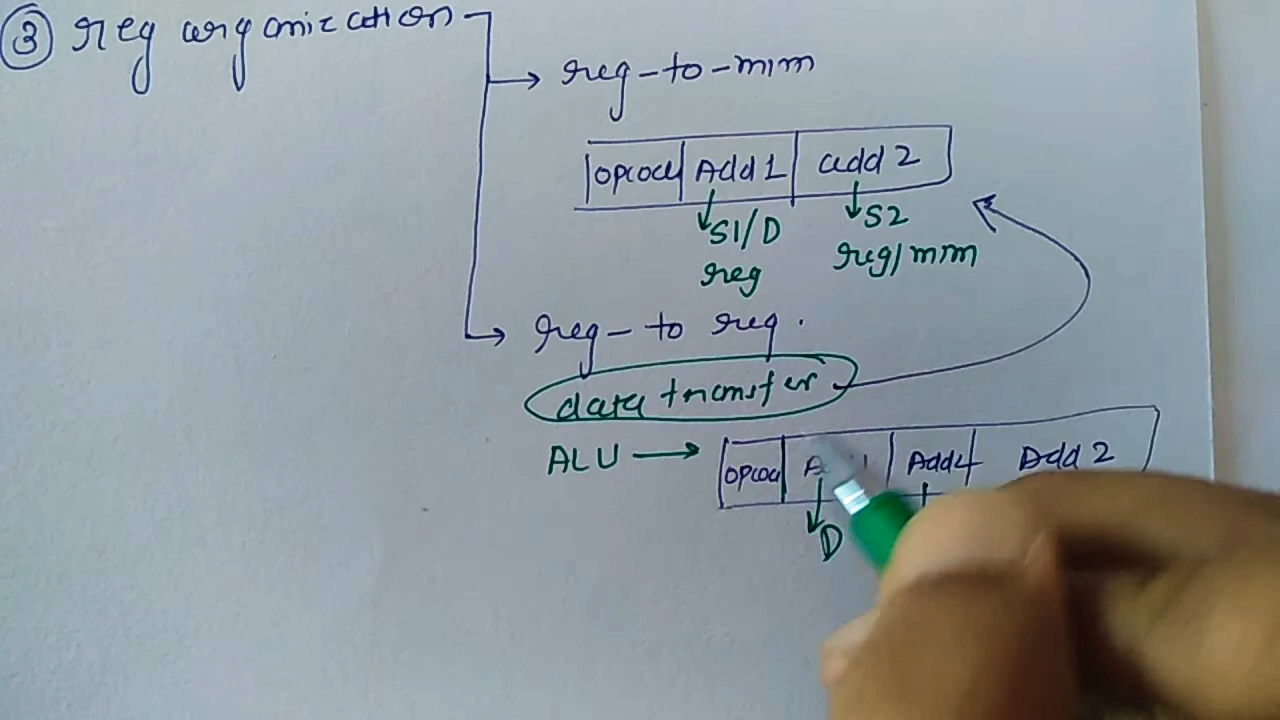 ③ reg organization
reg-to-mm
opcod Add 1 add 2
S1/D S2
reg reg/mm
reg-to reg.
data transfer
ALU opcod Add Add 2
D